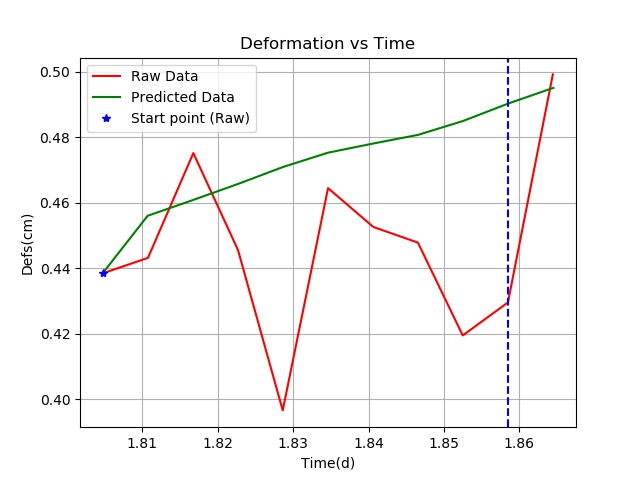 Deformation vs Time
Raw Data
Predicted Data
Start point (Raw)
Defs(cm)
0.50
0.48
0.46
0.44
0.42
0.40
1.81 1.82 1.83 1.84 1.85 1.86
Time(d)